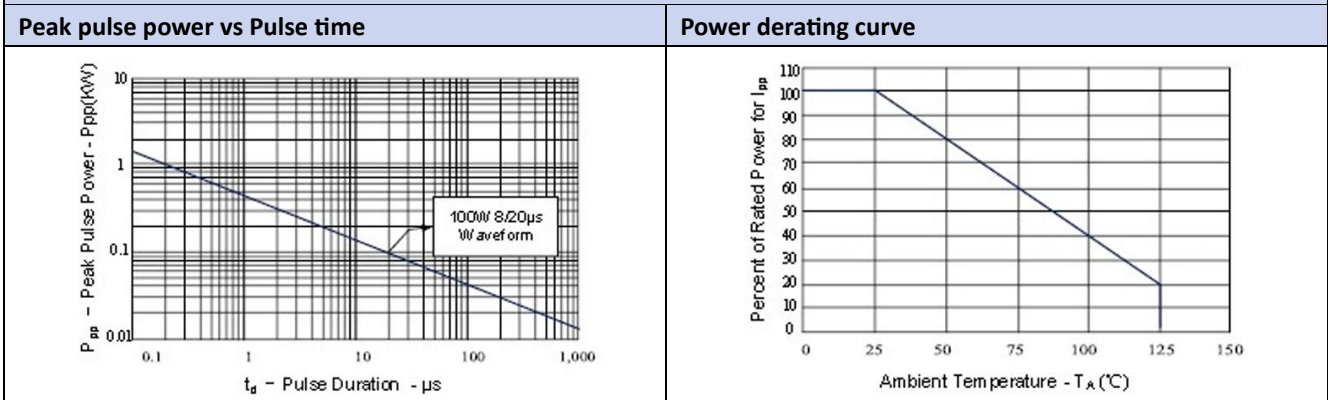 Peak pulse power vs Pulse time
Power derating curve
P pp – Peak Pulse Power - Ppp(KW)
10
1
0.1
0.01
100W 8/20μs
Waveform
0.1 1 10 100 1,000
td – Pulse Duration - μs
Percent of Rated Power for Ipp
110
100
90
80
70
60
50
40
30
20
10
0
0 25 50 75 100 125 150
Ambient Temperature - TA (℃)